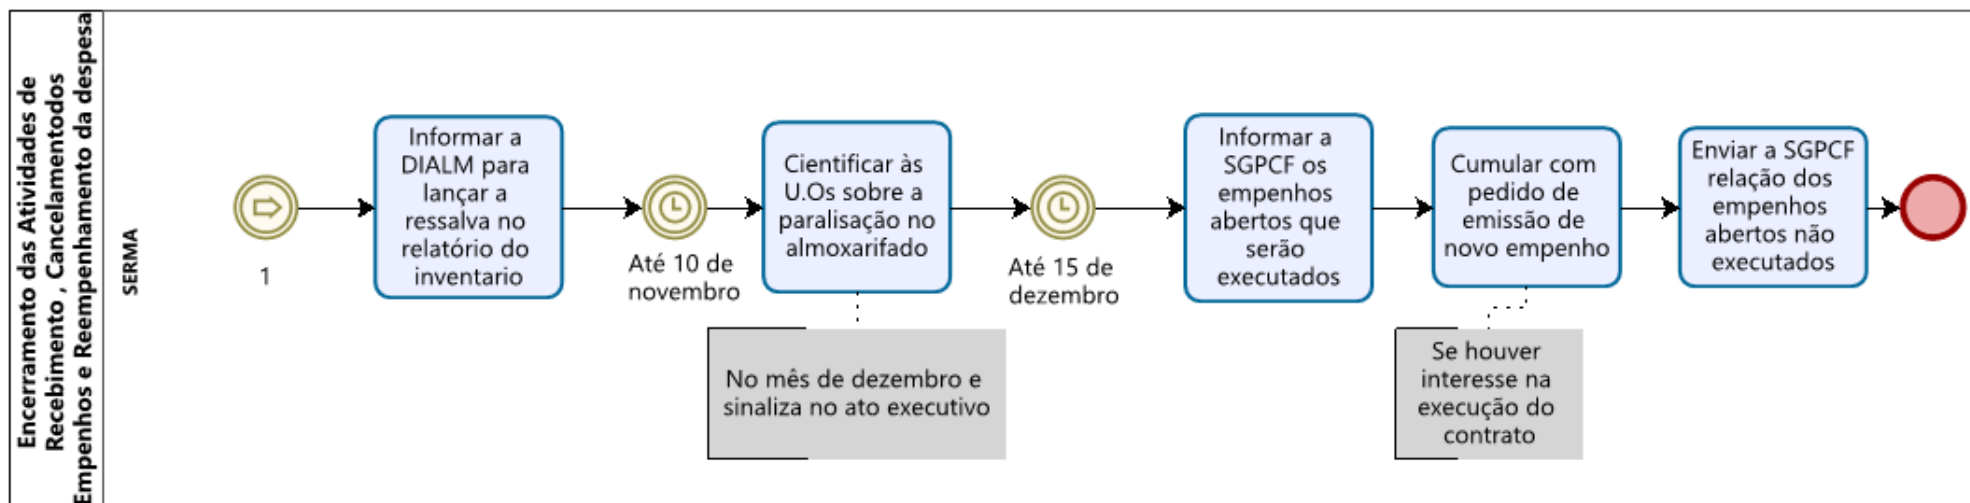 Encerramento das Atividades de
Recebimento , Cancelamentodos
Empenhos e Reempenhamento da despesa
SERMA
1
Informar a
DIALM para
lançar a
ressalva no
relatório do
inventario
Até 10 de
novembro
Cientificar às
U.Os sobre a
paralisação no
almoxarifado
No mês de dezembro e
sinaliza no ato executivo
Até 15 de
dezembro
Informar a
SGPCF os
empenhos
abertos que
serão
executados
Cumular com
pedido de
emissão de
novo empenho
Se houver
interesse na
execução do
contrato
Enviar a SGPCF
relação dos
empenhos
abertos não
executados